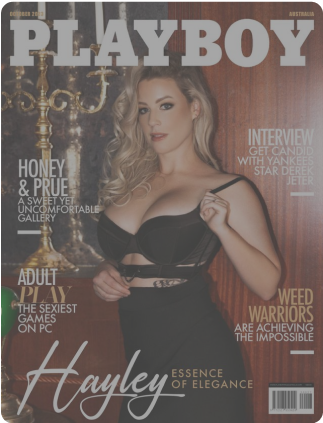 AUSTRALIA
PLAYBOY
INTERVIEW
GET CANDID
WITH YANKEES
STAR DEREK
JETER
HONEY
& PRUE
A SWEET YET
UNCOMFORTABLE
GALLERY
ADULT
PLAY
THE SEXIEST
GAMES
ON PC
WEED
WARRIORS
ARE ACHIEVING
THE IMPOSSIBLE
Hayley
ESSENCE
OF ELEGANCE